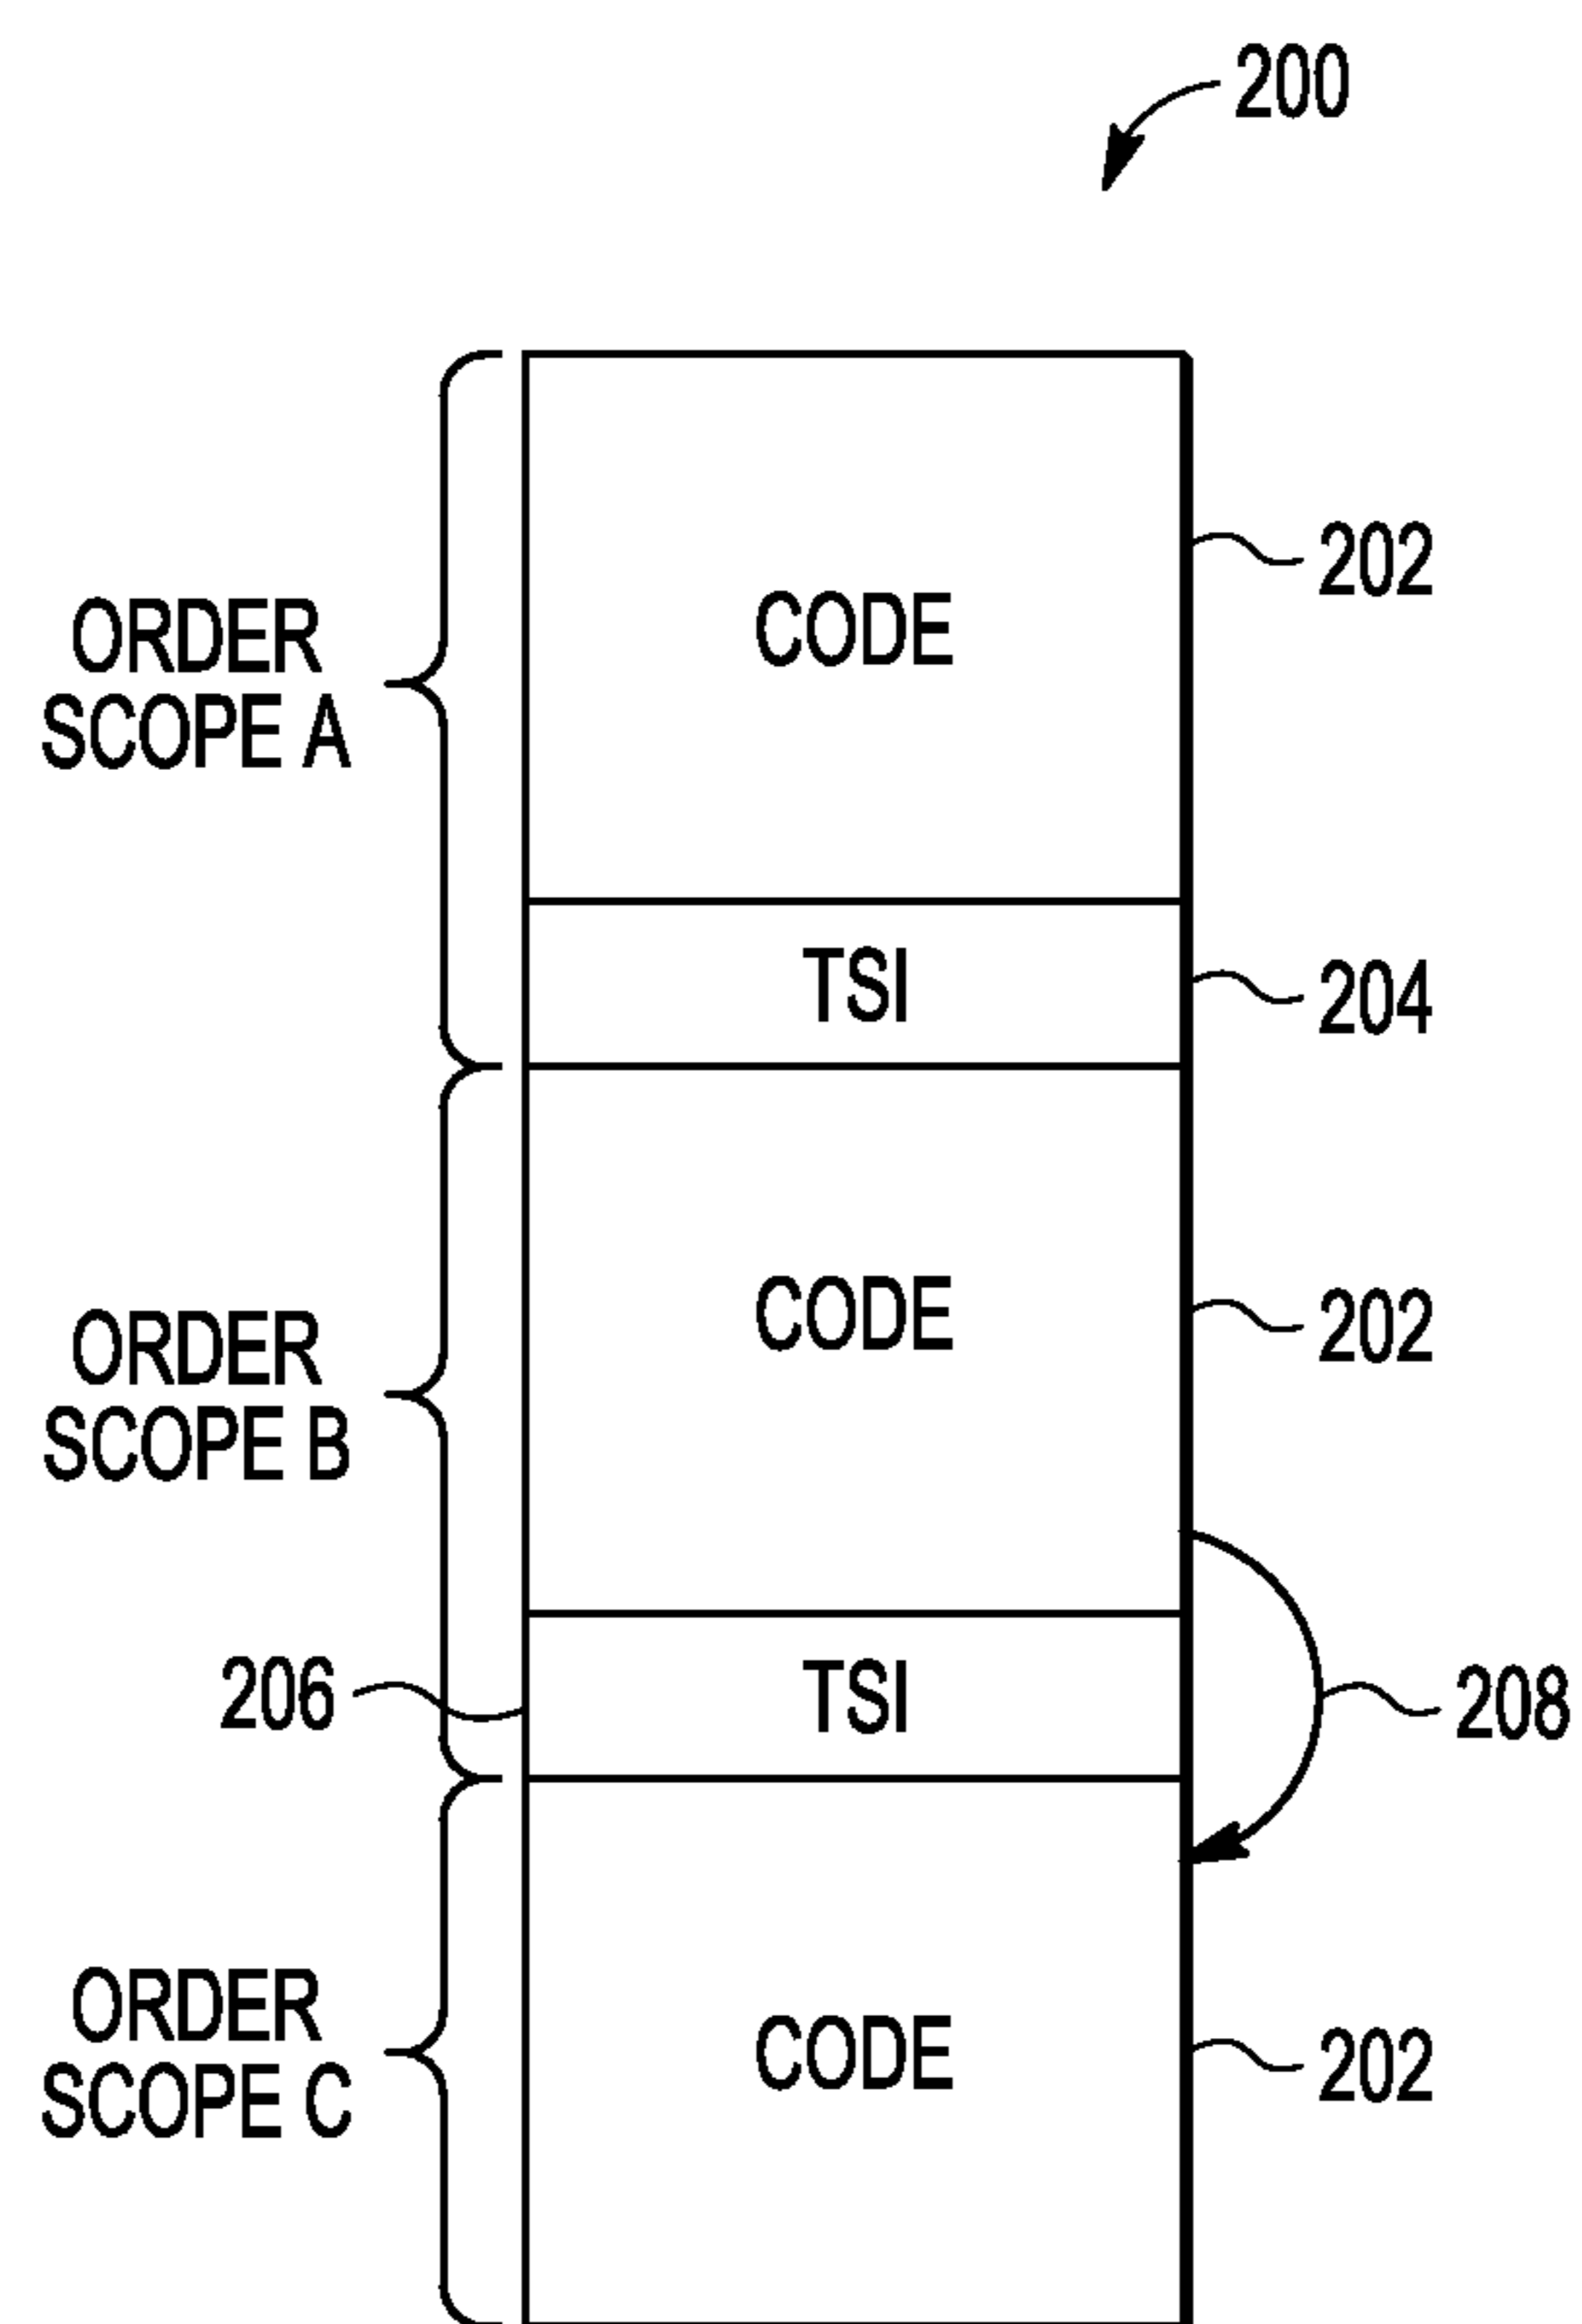 200
ORDER
SCOPE A
CODE
202
TSI
204
ORDER
SCOPE B
CODE
202
206
TSI
208
ORDER
SCOPE C
CODE
202